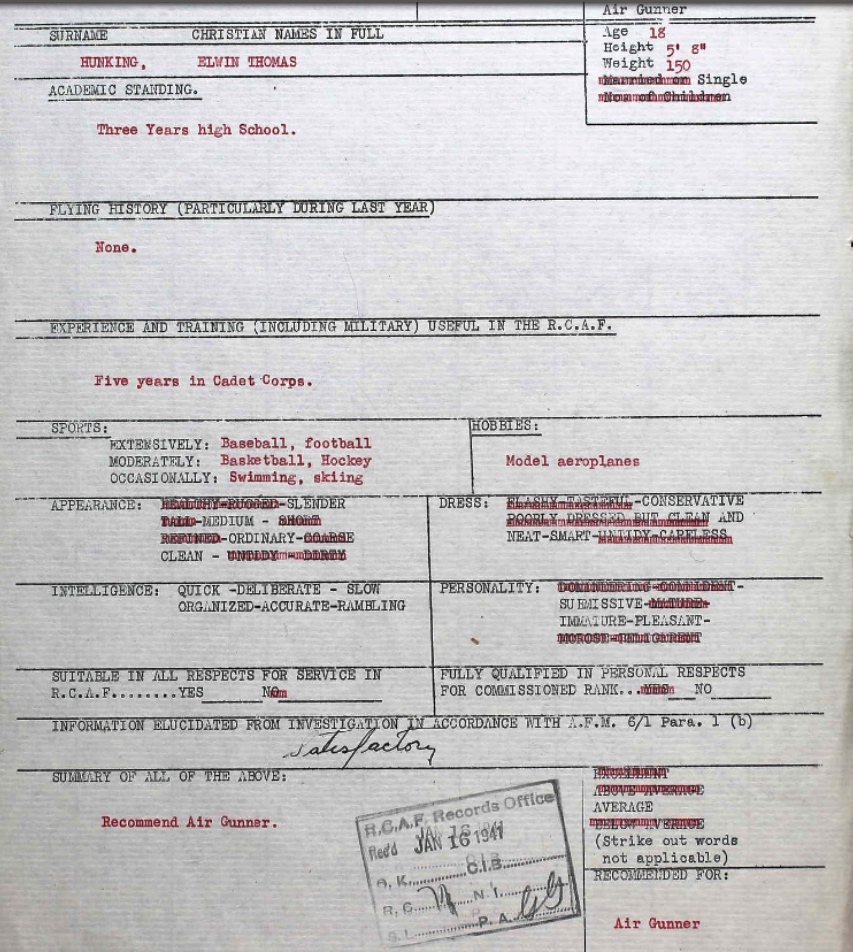 Air Gunner
SURNAME CHRISTIAN NAMES IN FULL
Age 18
Height 5' 8"
HUNKING, ELWIN THOMAS
Weight 150
Married or Single
Nos of Children
ACADEMIC STANDING.
Three Years high School.
FLYING HISTORY (PARTICULARLY DURING LAST YEAR)
None.
EXPERIENCE AND TRAINING (INCLUDING MILITARY) USEFUL IN THE R.C.A.F.
Five years in Cadet Corps.
SPORTS:
EXTENSIVELY: Baseball, football
MODERATELY: Basketball, Hockey
OCCASIONALLY: Swimming, skiing
HOBBIES:
Model aeroplanes
APPEARANCE: HEALTHY-RUGGED-SLENDER
TALL-MEDIUM - SHORT
REFINED-ORDINARY-COARSE
CLEAN - UNTIDY - DIRTY
DRESS: FLASHY-TASTEFUL-CONSERVATIVE
POORLY DRESSED BUT CLEAN AND
NEAT-SMART-UNTIDY-CARELESS
INTELLIGENCE: QUICK -DELIBERATE - SLOW
ORGANIZED-ACCURATE-RAMBLING
PERSONALITY: DOMINEERING-CONFIDENT-
SUBMISSIVE-MATURE-
IMMATURE-PLEASANT-
MOROSE-BELIGERENT
SUITABLE IN ALL RESPECTS FOR SERVICE IN
R.C.A.F........YES NO
FULLY QUALIFIED IN PERSONAL RESPECTS
FOR COMMISSIONED RANK...YES NO
INFORMATION ELUCIDATED FROM INVESTIGATION IN ACCORDANCE WITH A.F.M. 6/1 Para. 1 (b)
Satisfactory
SUMMARY OF ALL OF THE ABOVE:
Recommend Air Gunner.
R.C.A.F. Records Office
Rec'd JAN 16 1941
A. K. C.I.B.
R. C. N. I.
S. I. P. A.
EXCELLENT
ABOVE AVERAGE
AVERAGE
BELOW AVERAGE
(Strike out words
not applicable)
RECOMMENDED FOR:
Air Gunner